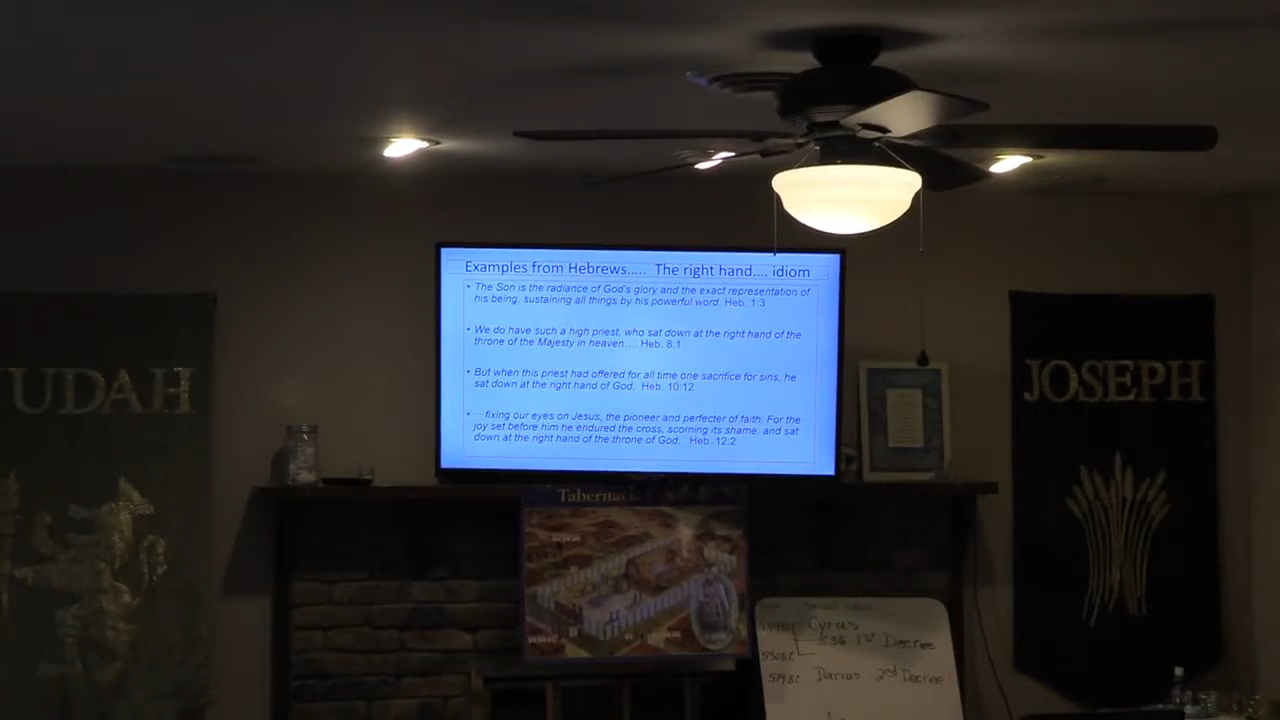 Examples from Hebrews..... The right hand.... idiom
• The Son is the radiance of God's glory and the exact representation of
his being, sustaining all things by his powerful word. Heb. 1:3
• We do have such a high priest, who sat down at the right hand of the
throne of the Majesty in heaven.... Heb. 8:1
• But when this priest had offered for all time one sacrifice for sins, he
sat down at the right hand of God, Heb. 10:12
• fixing our eyes on Jesus, the pioneer and perfecter of faith. For the
joy set before him he endured the cross, scorning its shame, and sat
down at the right hand of the throne of God. Heb. 12:2
UDAH
JOSEPH
Tabernacl
Cyrus
536 1st Decree
Darius 2nd Decree